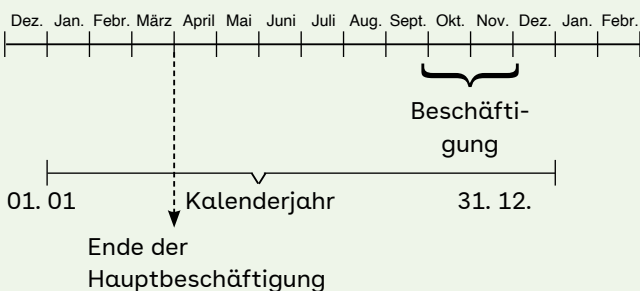 Dez. Jan. Febr. März April Mai Juni Juli Aug. Sept. Okt. Nov. Dez. Jan. Febr.
Beschäfti-
gung
01. 01 Kalenderjahr 31. 12.
Ende der
Hauptbeschäftigung